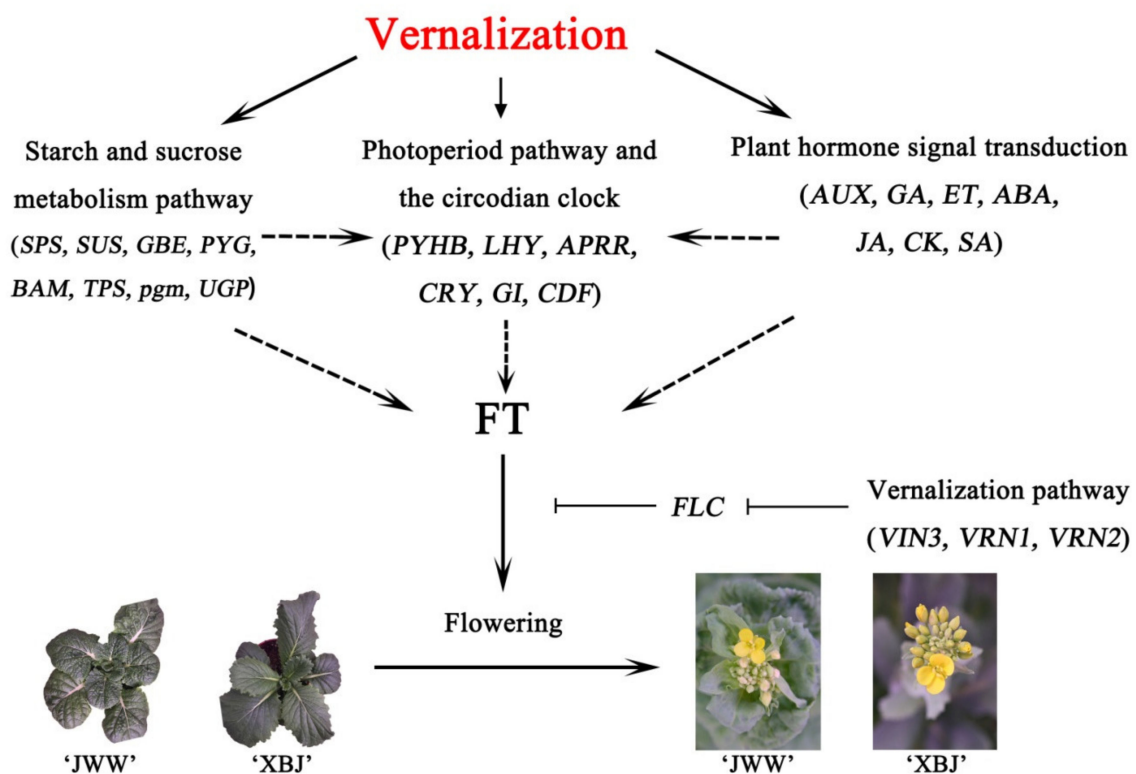 Vernalization
Starch and sucrose
metabolism pathway
(SPS, SUS, GBE, PYG,
BAM, TPS, pgm, UGP)
Photoperiod pathway and
the circodian clock
(PYHB, LHY, APRR,
CRY, GI, CDF)
Plant hormone signal transduction
(AUX, GA, ET, ABA,
JA, CK, SA)
FT
FLC
Vernalization pathway
(VIN3, VRN1, VRN2)
Flowering
‘JWW’
‘XBJ’
‘JWW’
‘XBJ’